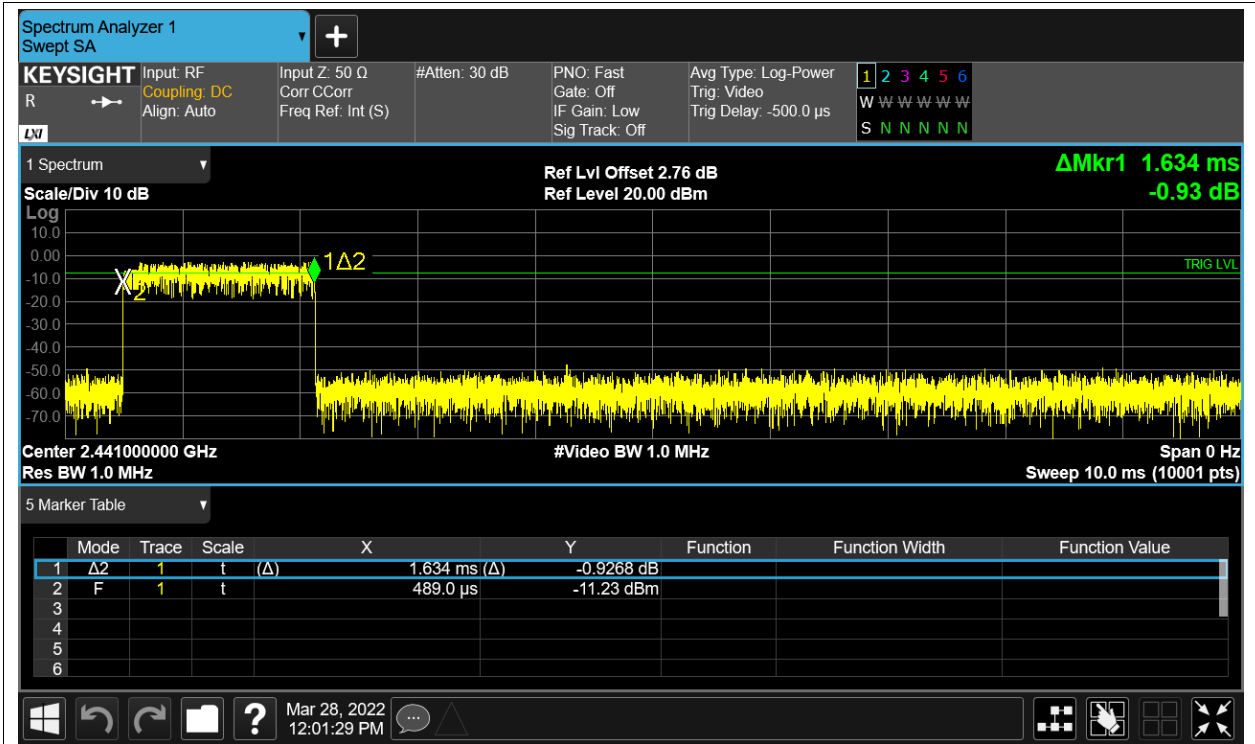 Spectrum Analyzer 1
Swept SA
KEYSIGHT
R
LXI
Input: RF
Coupling: DC
Align: Auto
Input Z: 50 Ω
Corr CCorr
Freq Ref: Int (S)
#Atten: 30 dB
PNO: Fast
Gate: Off
IF Gain: Low
Sig Track: Off
Avg Type: Log-Power
Trig: Video
Trig Delay: -500.0 µs
1 2 3 4 5 6
W W W W W W
S N N N N N
1 Spectrum
Scale/Div 10 dB
Ref Lvl Offset 2.76 dB
Ref Level 20.00 dBm
ΔMkr1 1.634 ms
-0.93 dB
Log
10.0
0.00
-10.0
-20.0
-30.0
-40.0
-50.0
-60.0
-70.0
1Δ2
2
TRIG LVL
Center 2.441000000 GHz
#Video BW 1.0 MHz
Span 0 Hz
Res BW 1.0 MHz
Sweep 10.0 ms (10001 pts)
5 Marker Table
Mode Trace Scale X Y Function Function Width Function Value
1 Δ2 1 t (Δ) 1.634 ms (Δ) -0.9268 dB
2 F 1 t 489.0 µs -11.23 dBm
3
4
5
6
?
Mar 28, 2022
12:01:29 PM